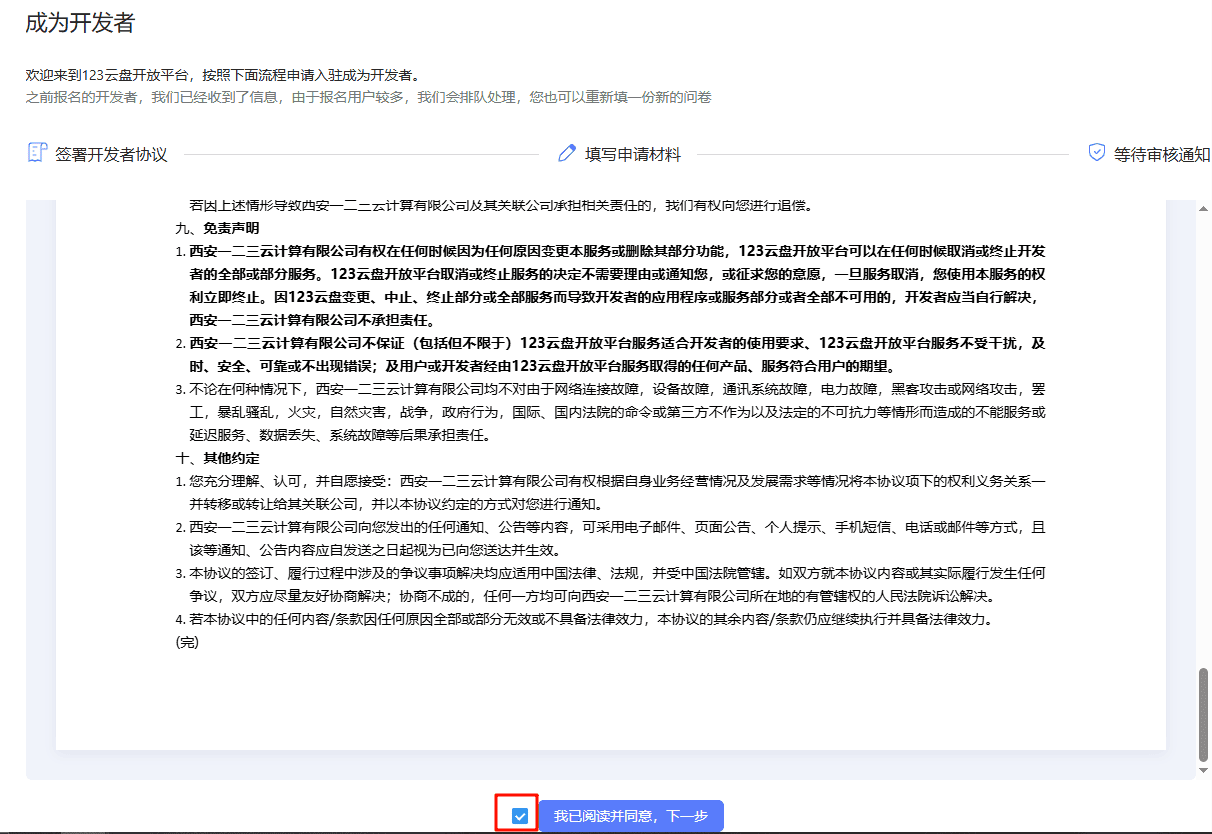 成为开发者
欢迎来到123云盘开放平台，按照下面流程申请入驻成为开发者。
之前报名的开发者，我们已经收到了信息，由于报名用户较多，我们会排队处理，您也可以重新填一份新的问卷
签署开发者协议
填写申请材料
等待审核通知
若因上述情形导致西安一二三云计算有限公司及其关联公司承担相关责任的，我们有权向您进行追偿。
九、免责声明
1. 西安一二三云计算有限公司有权在任何时候因为任何原因变更本服务或删除其部分功能，123云盘开放平台可以在任何时候取消或终止开发
者的全部或部分服务。123云盘开放平台取消或终止服务的决定不需要理由或通知您，或征求您的意愿，一旦服务取消，您使用本服务的权
利立即终止。因123云盘变更、中止、终止部分或全部服务而导致开发者的应用程序或服务部分或者全部不可用的，开发者应当自行解决，
西安一二三云计算有限公司不承担责任。
2. 西安一二三云计算有限公司不保证（包括但不限于）123云盘开放平台服务适合开发者的使用要求、123云盘开放平台服务不受干扰，及
时、安全、可靠或不出现错误；及用户或开发者经由123云盘开放平台服务取得的任何产品、服务符合用户的期望。
3. 不论在何种情况下，西安一二三云计算有限公司均不对由于网络连接故障，设备故障，通讯系统故障，电力故障，黑客攻击或网络攻击，罢
工，暴乱骚乱，火灾，自然灾害，战争，政府行为，国际、国内法院的命令或第三方不作为以及法定的不可抗力等情形而造成的不能服务或
延迟服务、数据丢失、系统故障等后果承担责任。
十、其他约定
1. 您充分理解、认可，并自愿接受：西安一二三云计算有限公司有权根据自身业务经营情况及发展需求等情况将本协议项下的权利义务关系一
并转移或转让给其关联公司，并以本协议约定的方式对您进行通知。
2. 西安一二三云计算有限公司向您发出的任何通知、公告等内容，可采用电子邮件、页面公告、个人提示、手机短信、电话或邮件等方式，且
该等通知、公告内容应自发送之日起视为已向您送达并生效。
3. 本协议的签订、履行过程中涉及的争议事项解决均应适用中国法律、法规，并受中国法院管辖。如双方就本协议内容或其实际履行发生任何
争议，双方应尽量友好协商解决；协商不成的，任何一方均可向西安一二三云计算有限公司所在地的有管辖权的人民法院诉讼解决。
4. 若本协议中的任何内容/条款因任何原因全部或部分无效或不具备法律效力，本协议的其余内容/条款仍应继续执行并具备法律效力。
(完)
我已阅读并同意，下一步